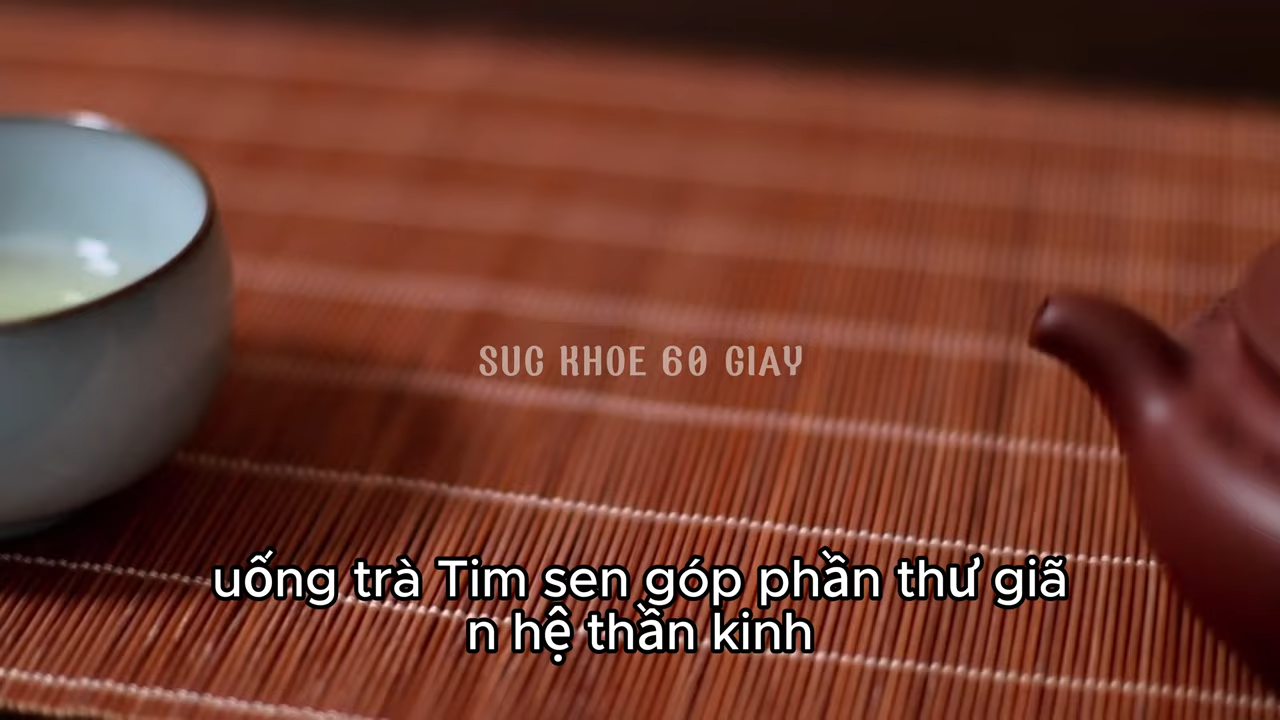 SUC KHOE 60 GIAY
uống trà Tim sen góp phần thư giã
n hệ thần kinh